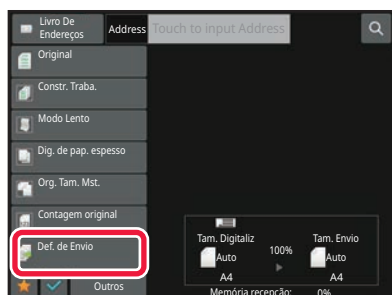 Livro De
Endereços
Address
Touch to input Address
Original
Constr. Traba.
Modo Lento
Dig. de pap. espesso
Org. Tam. Mst.
Contagem original
Def. de Envio
Outros
Tam. Digitaliz
100%
Tam. Envio
Auto
Auto
A4
A4
Memória recepção:
0%